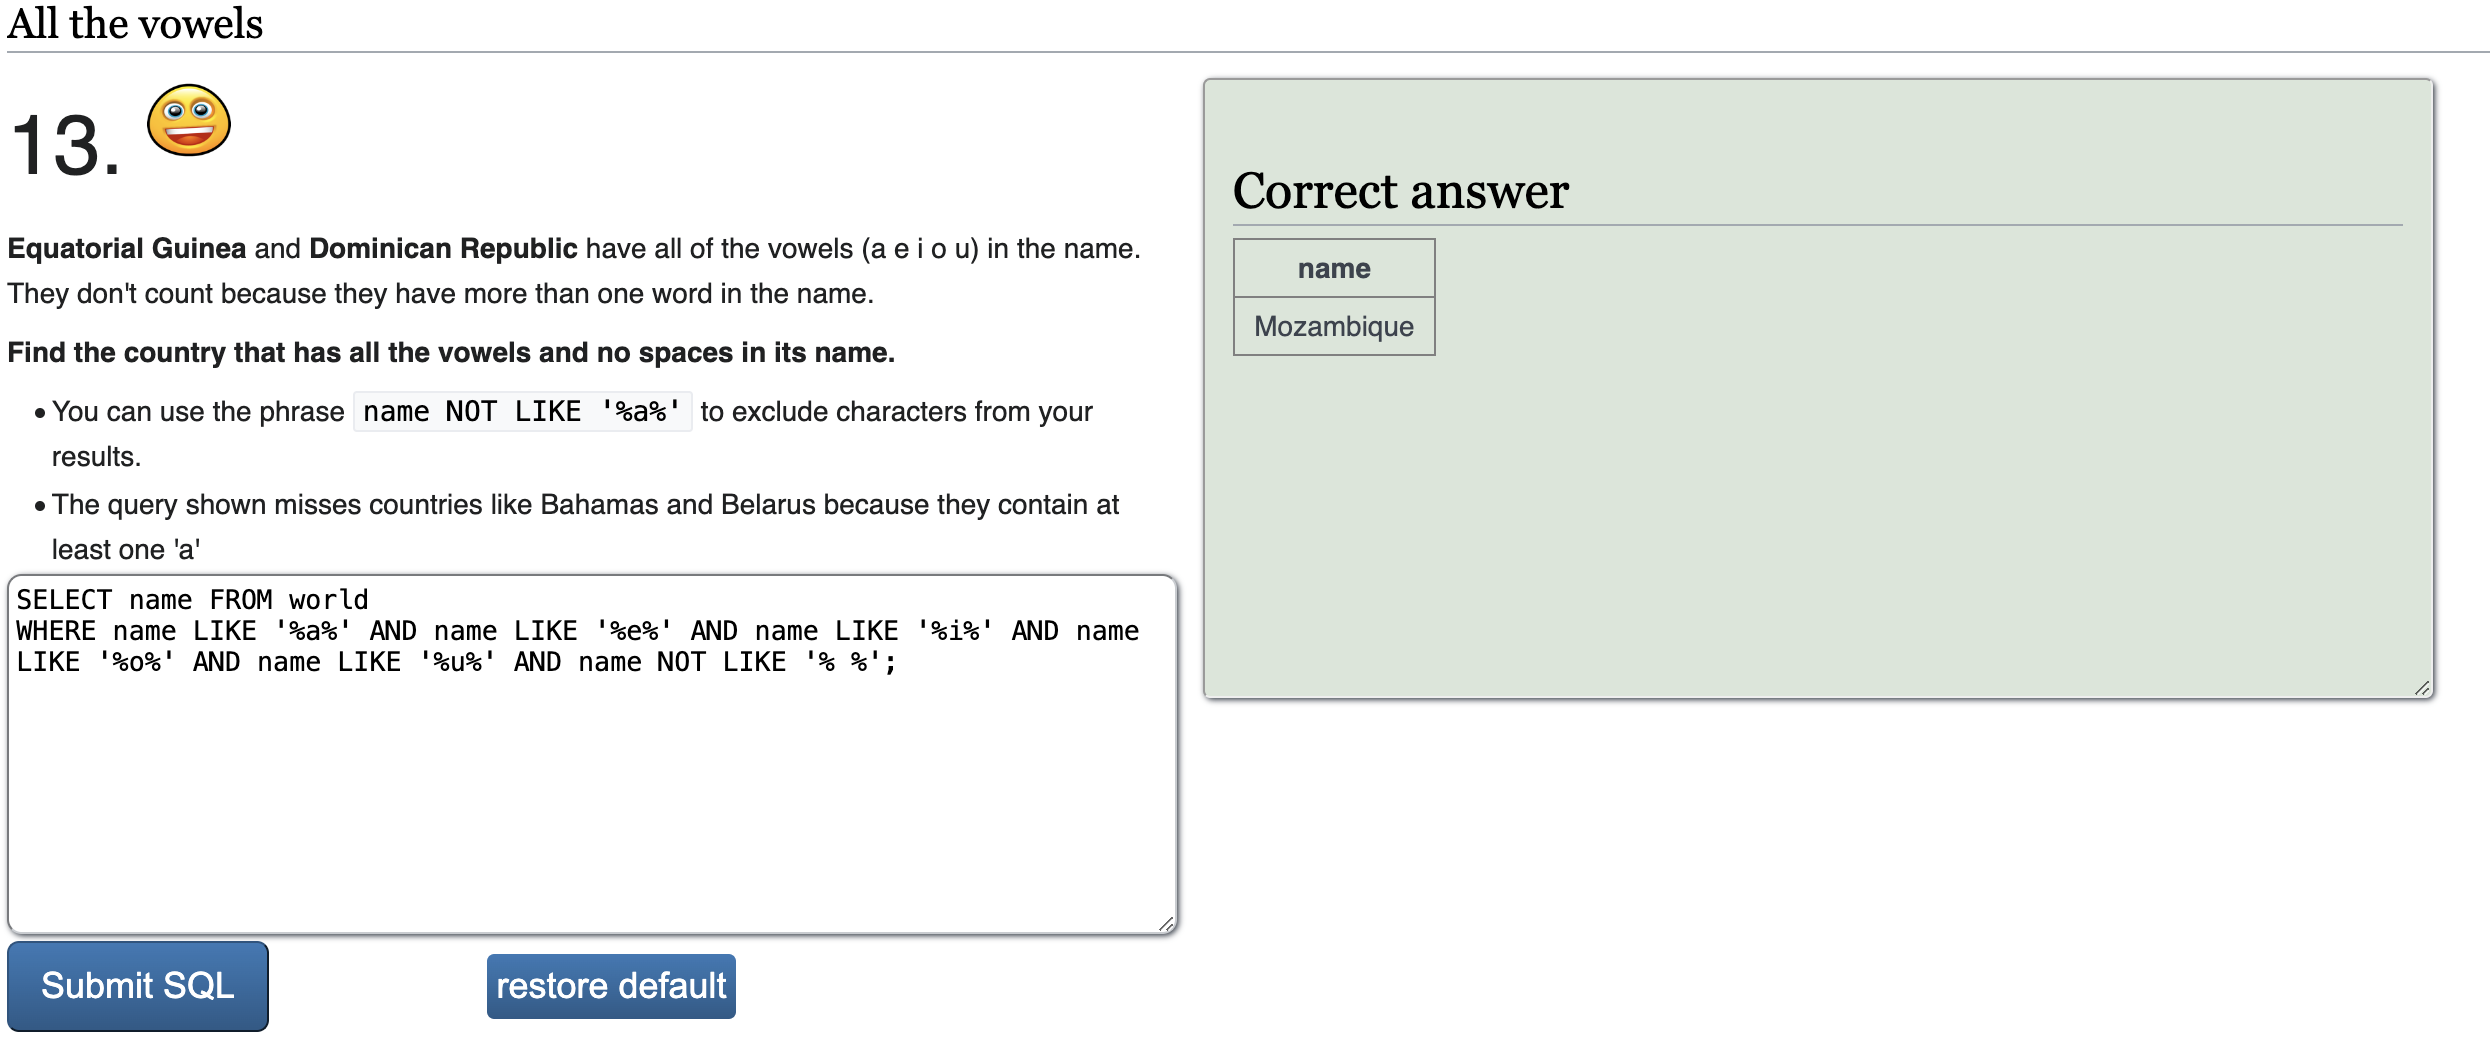 All the vowels
13.
Equatorial Guinea and Dominican Republic have all of the vowels (a e i o u) in the name.
They don't count because they have more than one word in the name.
Find the country that has all the vowels and no spaces in its name.
• You can use the phrase name NOT LIKE '%a%' to exclude characters from your
results.
• The query shown misses countries like Bahamas and Belarus because they contain at
least one 'a'
SELECT name FROM world
WHERE name LIKE '%a%' AND name LIKE '%e%' AND name LIKE '%i%' AND name
LIKE '%o%' AND name LIKE '%u%' AND name NOT LIKE '% %';
Submit SQL
restore default
Correct answer
name
Mozambique